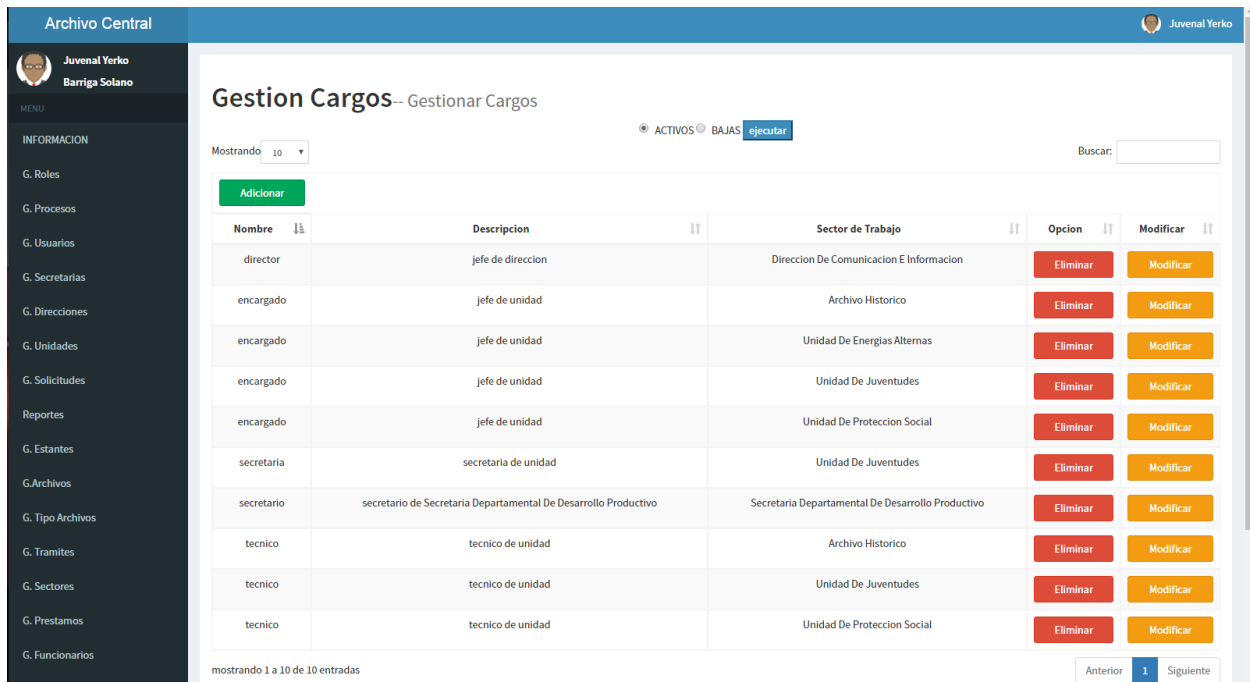 Archivo Central
Juvenal Yerko
Juvenal Yerko
Barriga Solano
MENU
INFORMACION
G. Roles
G. Procesos
G. Usuarios
G. Secretarias
G. Direcciones
G. Unidades
G. Solicitudes
Reportes
G. Estantes
G.Archivos
G. Tipo Archivos
G. Tramites
G. Sectores
G. Prestamos
G. Funcionarios
Gestion Cargos-- Gestionar Cargos
ACTIVOS BAJAS ejecutar
Mostrando 10 Buscar:
Adicionar
Nombre Descripcion Sector de Trabajo Opcion Modificar
director jefe de direccion Direccion De Comunicacion E Informacion Eliminar Modificar
encargado jefe de unidad Archivo Historico Eliminar Modificar
encargado jefe de unidad Unidad De Energias Alternas Eliminar Modificar
encargado jefe de unidad Unidad De Juventudes Eliminar Modificar
encargado jefe de unidad Unidad De Proteccion Social Eliminar Modificar
secretaria secretaria de unidad Unidad De Juventudes Eliminar Modificar
secretario secretario de Secretaria Departamental De Desarrollo Productivo Secretaria Departamental De Desarrollo Productivo Eliminar Modificar
tecnico tecnico de unidad Archivo Historico Eliminar Modificar
tecnico tecnico de unidad Unidad De Juventudes Eliminar Modificar
tecnico tecnico de unidad Unidad De Proteccion Social Eliminar Modificar
mostrando 1 a 10 de 10 entradas Anterior 1 Siguiente